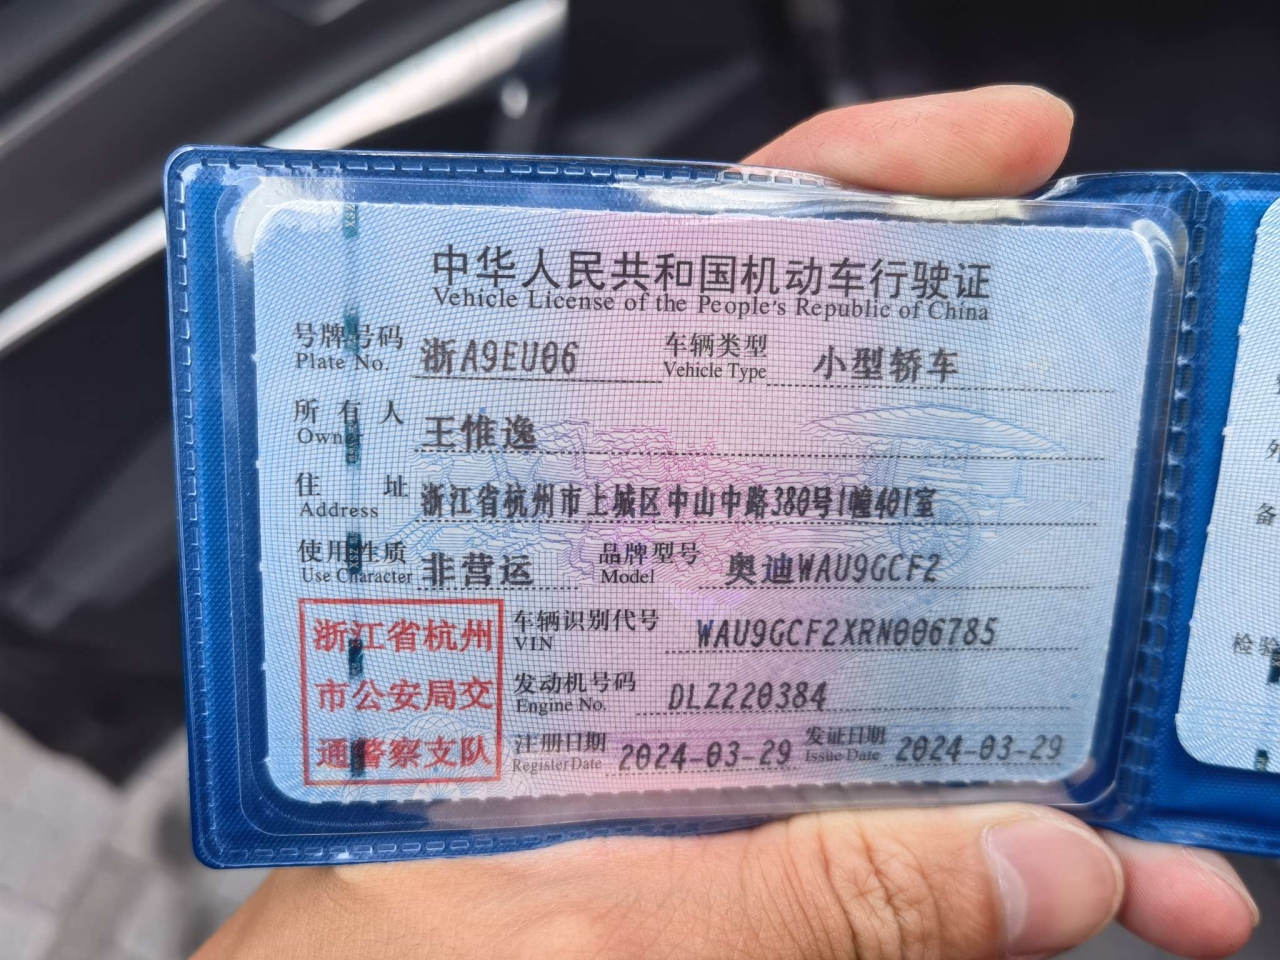 中华人民共和国机动车行驶证
Vehicle License of the People's Republic of China
号牌号码 浙A9EU06 车辆类型 小型轿车
Plate No. Vehicle Type
所有人 王惟逸
Owner
住址 浙江省杭州市上城区中山中路380号1幢401室
Address
使用性质 非营运 品牌型号 奥迪WAU9GCF2
Use Character Model
浙江省杭州
市公安局交
通警察支队
车辆识别代号 WAU9GCF2XRN006785
VIN
发动机号码 DLZ220384
Engine No.
注册日期 2024-03-29 发证日期 2024-03-29
Register Date Issue Date
备
检验